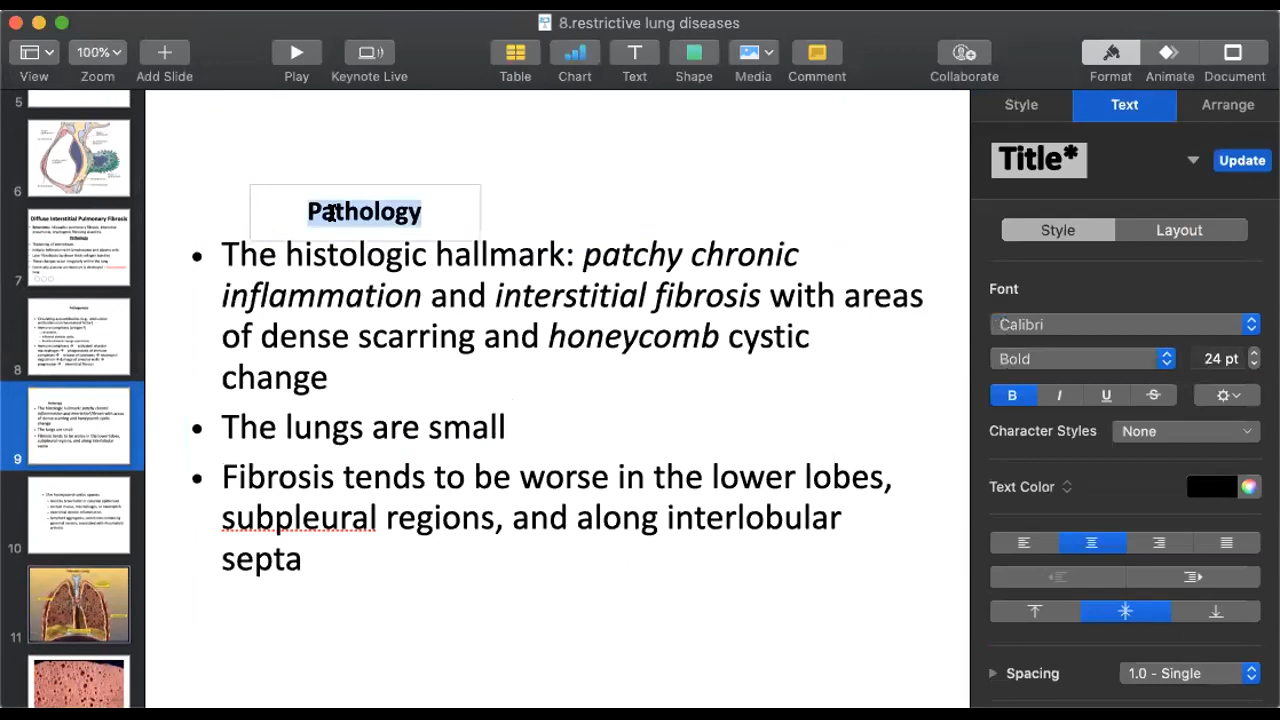 8.restrictive lung diseases
100%
View
Zoom
Add Slide
Play
Keynote Live
Table
Chart
Text
Shape
Media
Comment
Collaborate
Format
Animate
Document
Style
Text
Arrange
Title*
Update
Style
Layout
Font
Calibri
Bold
24 pt
B I U S
Character Styles
None
Text Color
Spacing
1.0 - Single
5
6
7
8
9
10
11
Diffuse Interstitial Pulmonary Fibrosis
Pathology
• The histologic hallmark: patchy chronic
inflammation and interstitial fibrosis with areas
of dense scarring and honeycomb cystic
change
• The lungs are small
• Fibrosis tends to be worse in the lower lobes,
subpleural regions, and along interlobular
septa